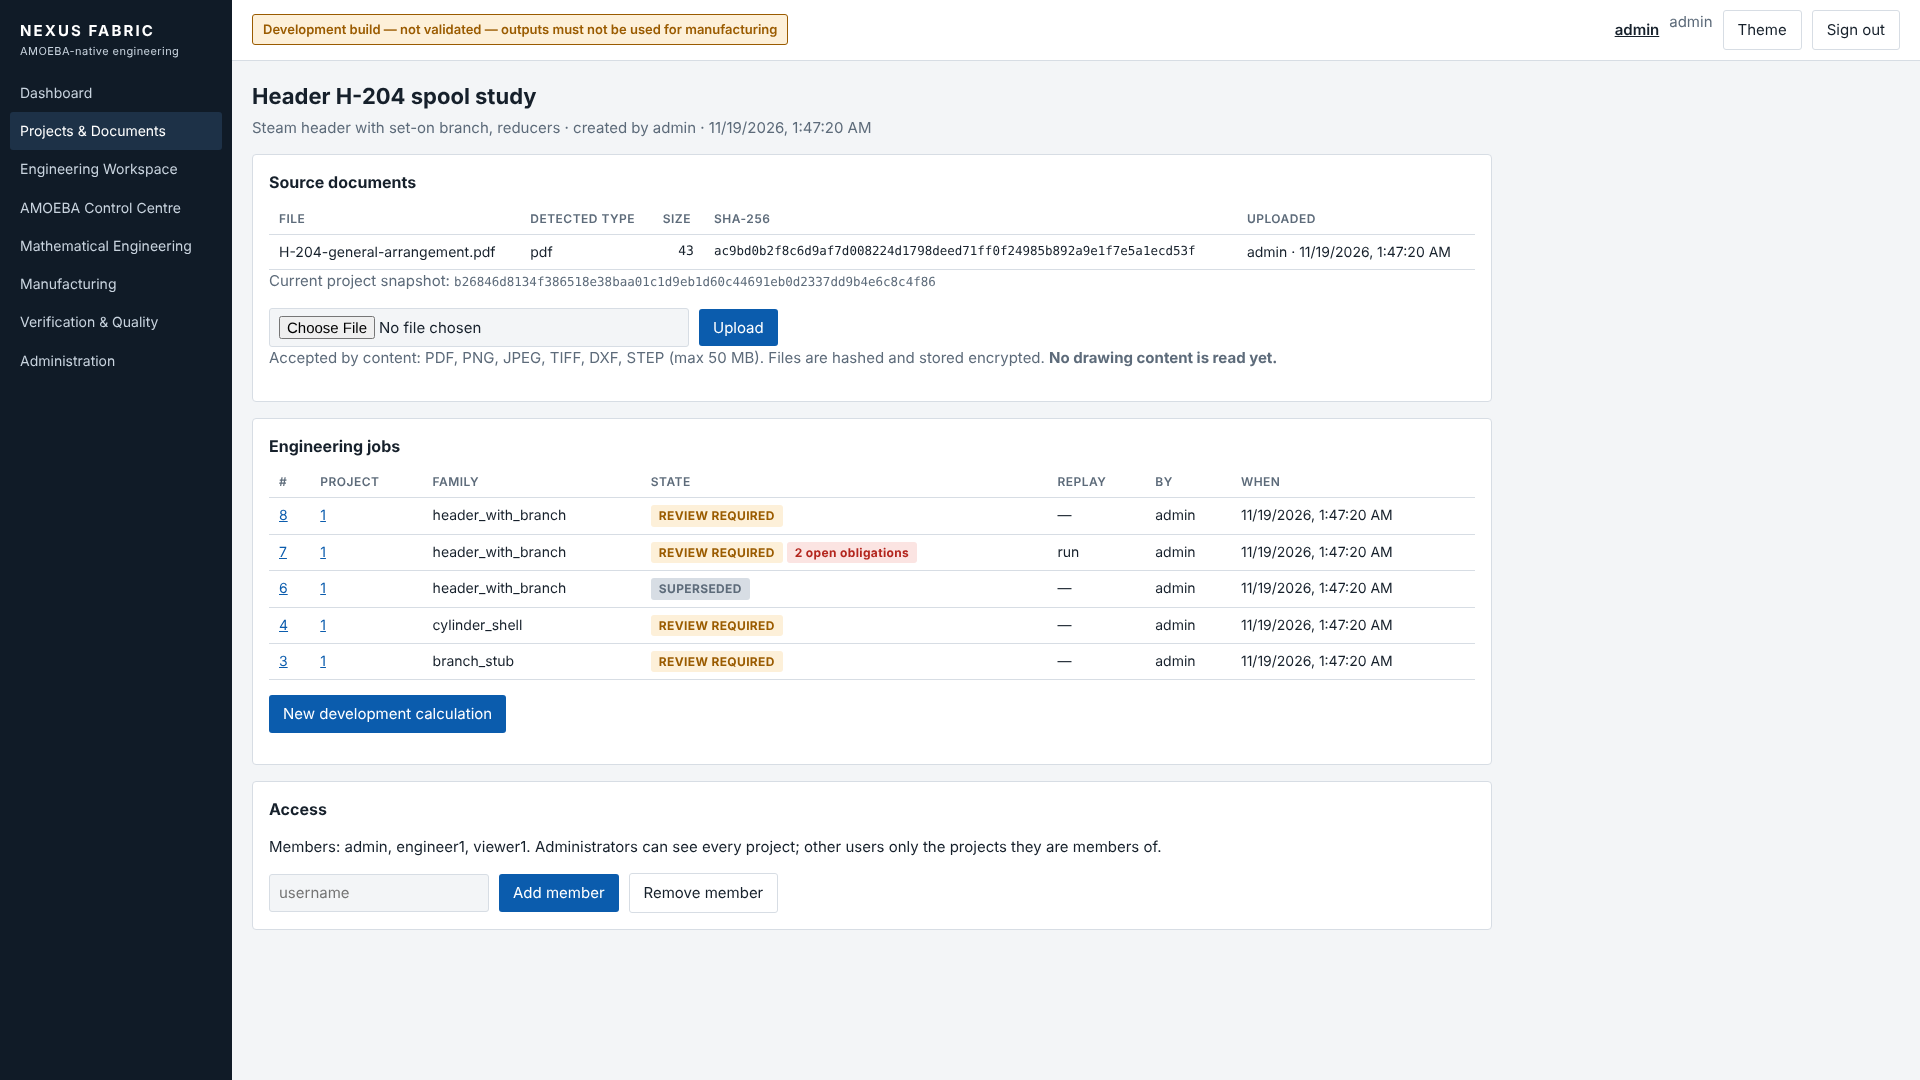 NEXUS FABRIC
AMOEBA-native engineering
Dashboard
Projects & Documents
Engineering Workspace
AMOEBA Control Centre
Mathematical Engineering
Manufacturing
Verification & Quality
Administration
Development build — not validated — outputs must not be used for manufacturing
admin admin Theme Sign out
Header H-204 spool study
Steam header with set-on branch, reducers · created by admin · 11/19/2026, 1:47:20 AM
Source documents
FILE DETECTED TYPE SIZE SHA-256 UPLOADED
H-204-general-arrangement.pdf pdf 43 ac9bd0b2f8c6d9af7d008224d1798deed71ff0f24985b892a9e1f7e5a1ecd53f admin · 11/19/2026, 1:47:20 AM
Current project snapshot: b26846d8134f386518e38baa01c1d9eb1d60c44691eb0d2337dd9b4e6c8c4f86
Choose File No file chosen Upload
Accepted by content: PDF, PNG, JPEG, TIFF, DXF, STEP (max 50 MB). Files are hashed and stored encrypted. No drawing content is read yet.
Engineering jobs
# PROJECT FAMILY STATE REPLAY BY WHEN
8 1 header_with_branch REVIEW REQUIRED — admin 11/19/2026, 1:47:20 AM
7 1 header_with_branch REVIEW REQUIRED 2 open obligations run admin 11/19/2026, 1:47:20 AM
6 1 header_with_branch SUPERSEDED — admin 11/19/2026, 1:47:20 AM
4 1 cylinder_shell REVIEW REQUIRED — admin 11/19/2026, 1:47:20 AM
3 1 branch_stub REVIEW REQUIRED — admin 11/19/2026, 1:47:20 AM
New development calculation
Access
Members: admin, engineer1, viewer1. Administrators can see every project; other users only the projects they are members of.
username Add member Remove member